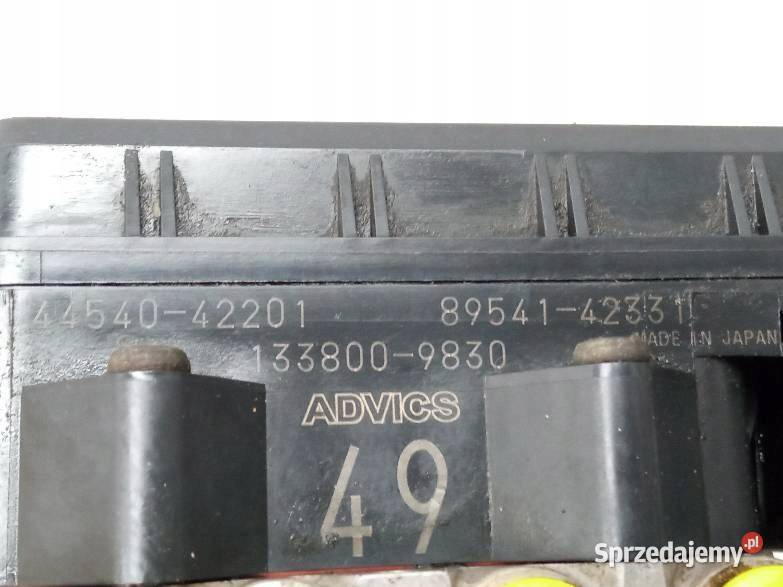 44540-42201 89541-42331
133800-9830 MADE IN JAPAN
ADVICS
49
Sprzedajemy.pl